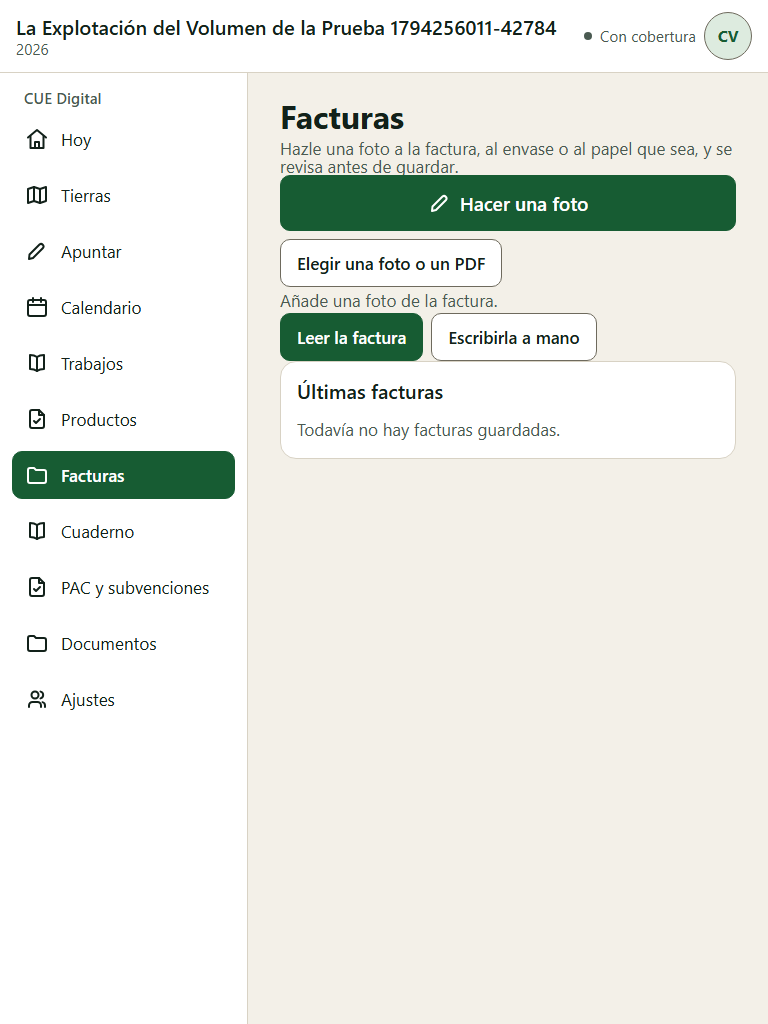 La Explotación del Volumen de la Prueba 1794256011-42784
2026
Con cobertura
CV
CUE Digital
Hoy
Tierras
Apuntar
Calendario
Trabajos
Productos
Facturas
Cuaderno
PAC y subvenciones
Documentos
Ajustes
Facturas
Hazle una foto a la factura, al envase o al papel que sea, y se
revisa antes de guardar.
Hacer una foto
Elegir una foto o un PDF
Añade una foto de la factura.
Leer la factura
Escribirla a mano
Últimas facturas
Todavía no hay facturas guardadas.